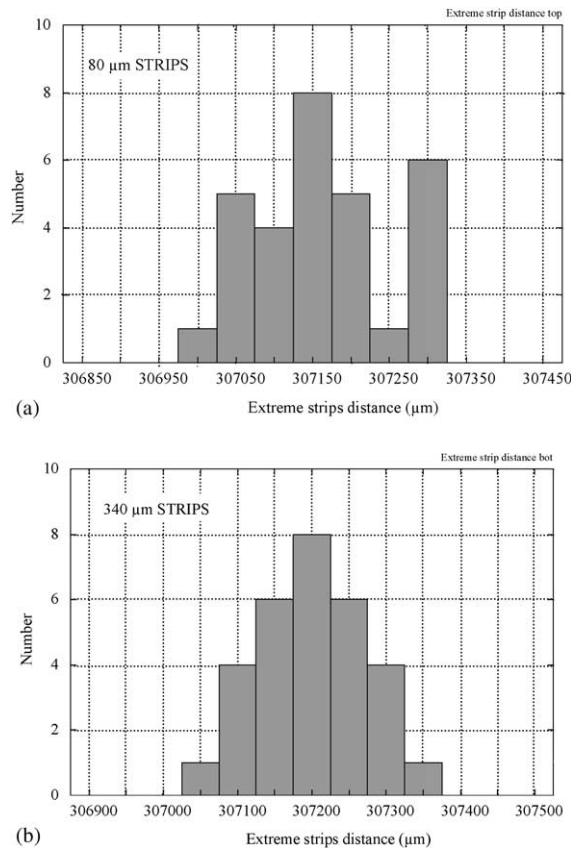 Extreme strip distance top
10
80 µm STRIPS
8
6
Number
4
2
0
306850 306950 307050 307150 307250 307350 307450
(a)
Extreme strips distance (µm)
Extreme strip distance bot
10
340 µm STRIPS
8
6
Number
4
2
0
306900 307000 307100 307200 307300 307400 307500
(b)
Extreme strips distance (µm)